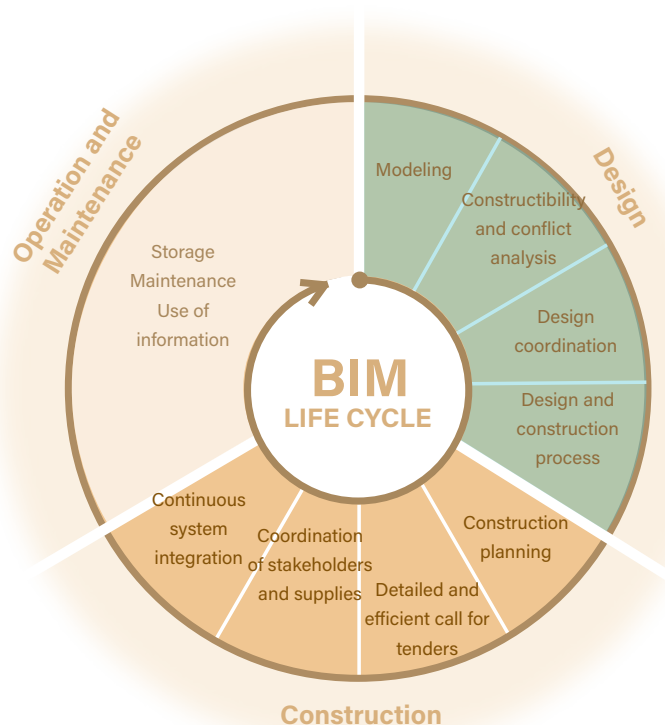 BIM
LIFE CYCLE
Design
Modeling
Constructibility
and conflict
analysis
Design
coordination
Design and
construction
process
Construction
Construction
planning
Detailed and
efficient call for
tenders
Coordination
of stakeholders
and supplies
Continuous
system
integration
Operation and
Maintenance
Storage
Maintenance
Use of
information